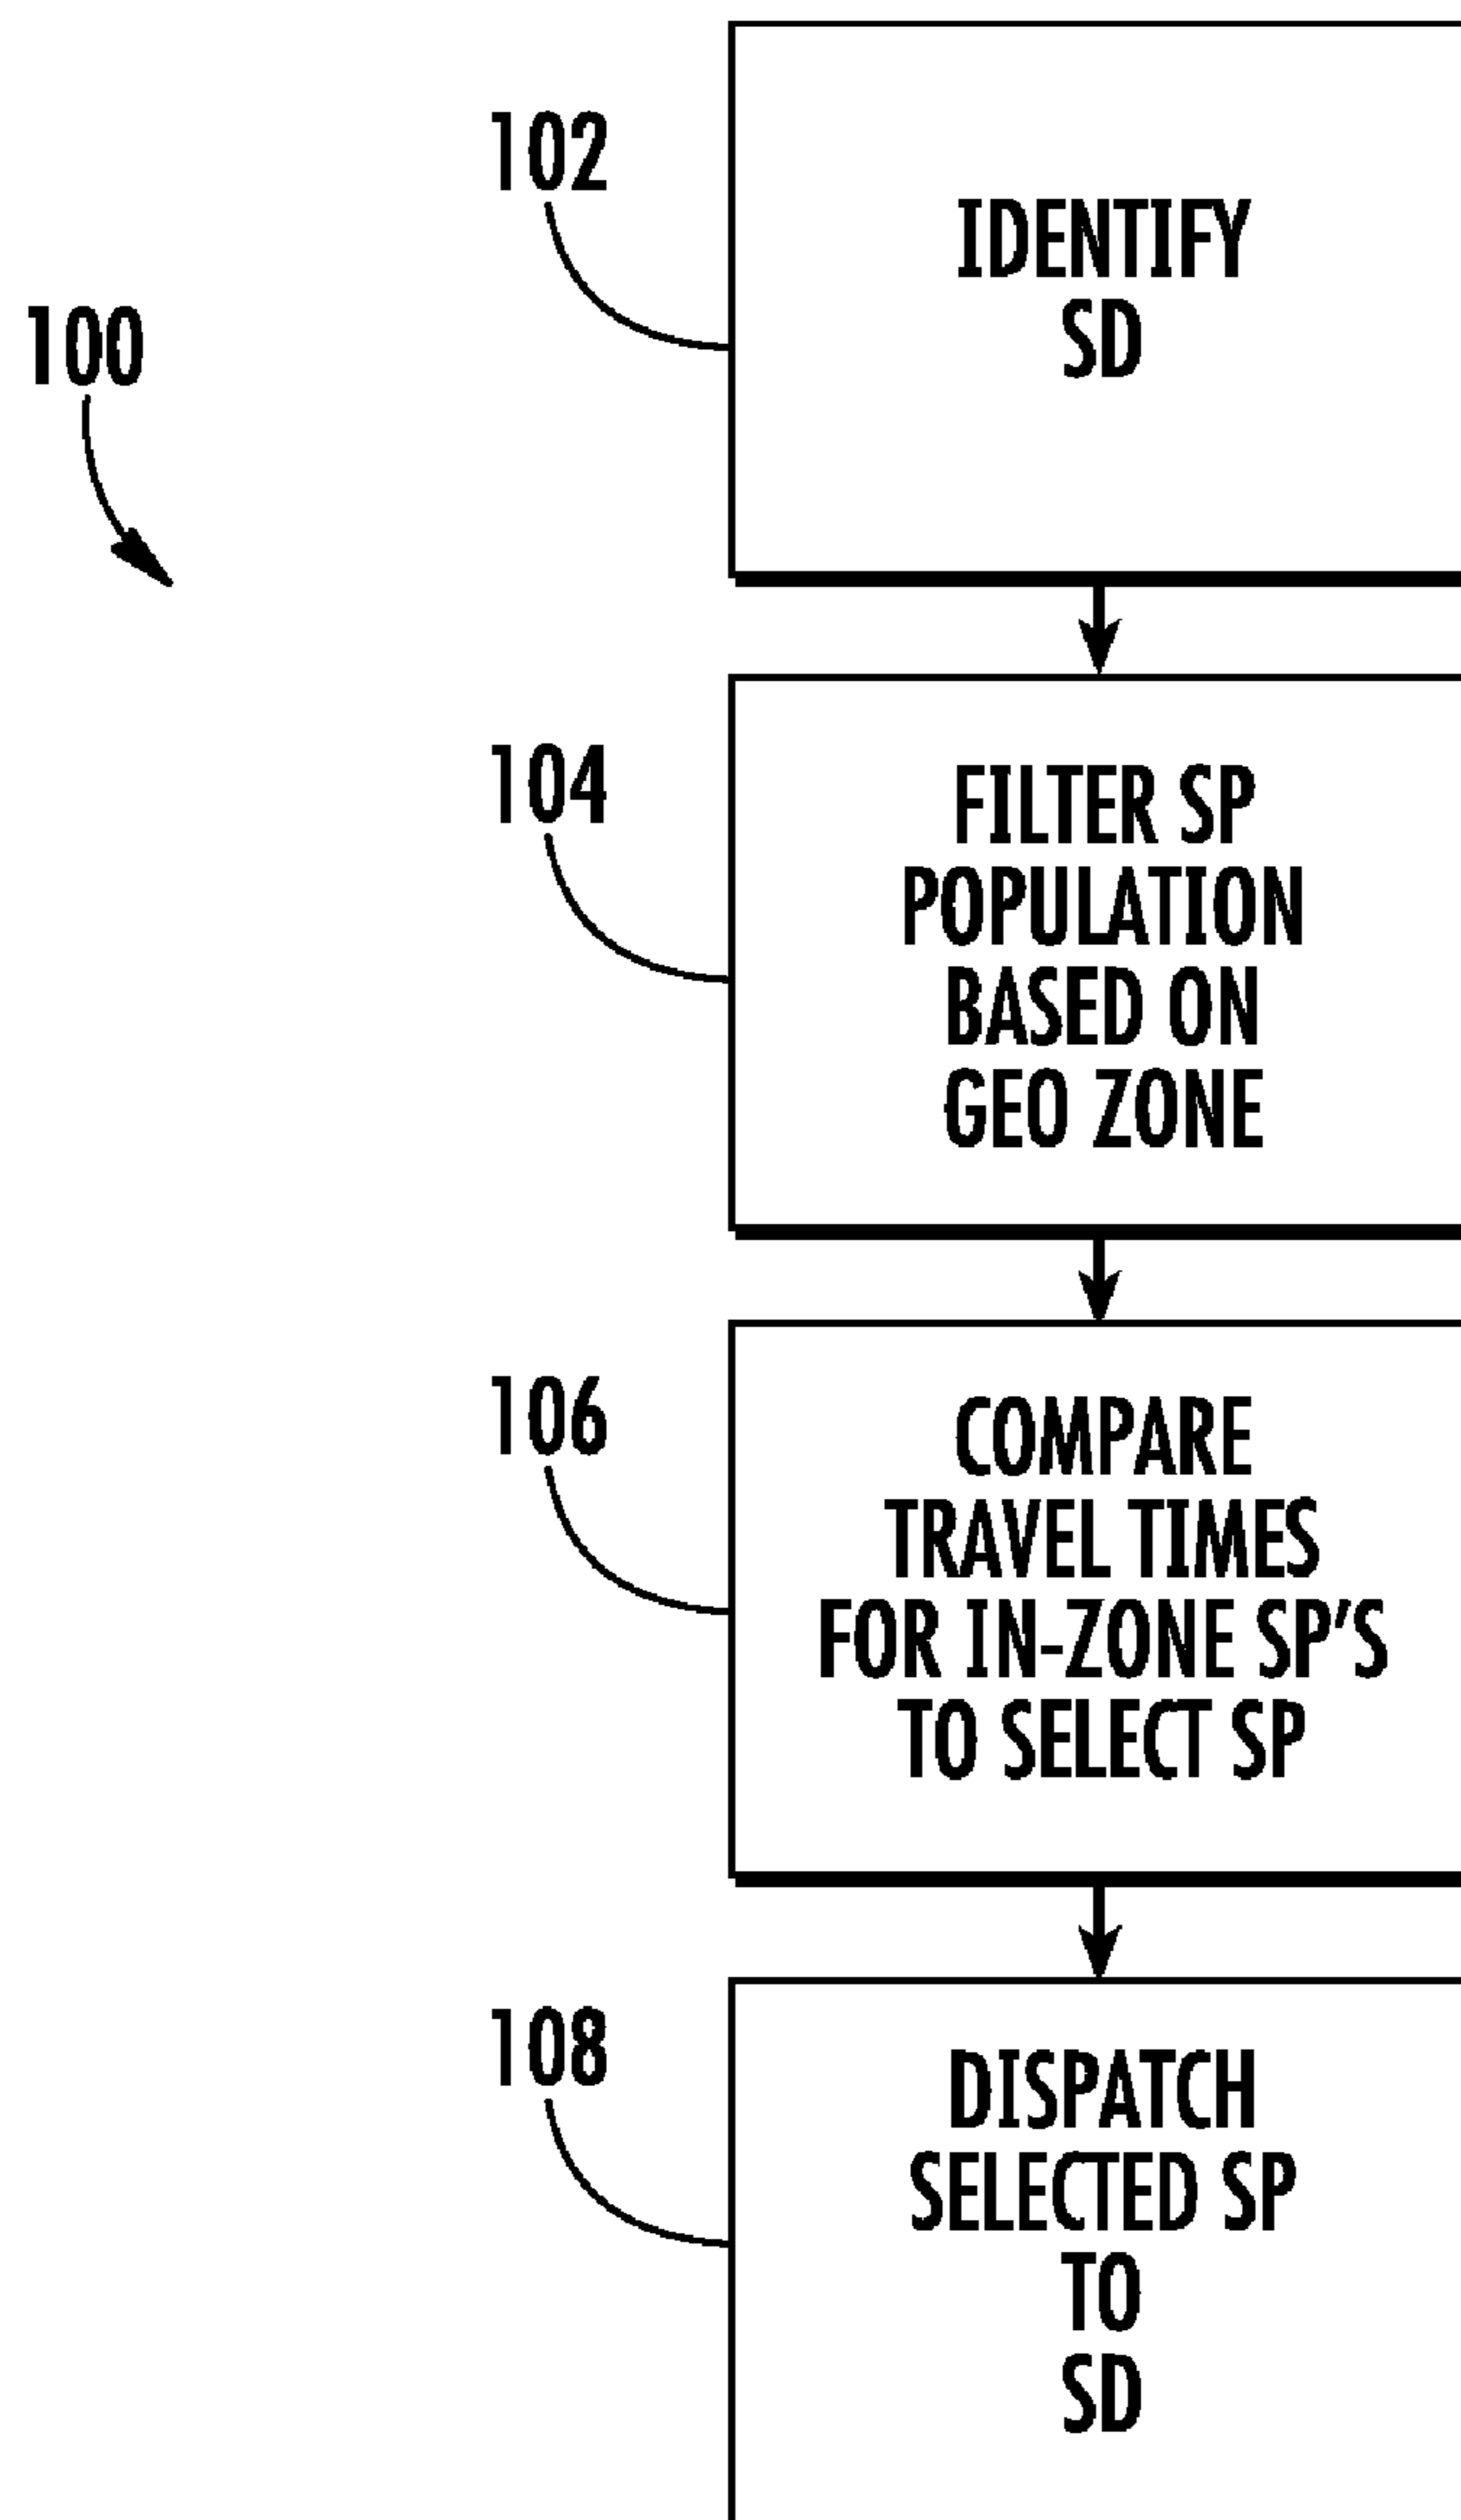 102
IDENTIFY
SD
100
104
FILTER SP
POPULATION
BASED ON
GEO ZONE
106
COMPARE
TRAVEL TIMES
FOR IN-ZONE SP'S
TO SELECT SP
108
DISPATCH
SELECTED SP
TO
SD